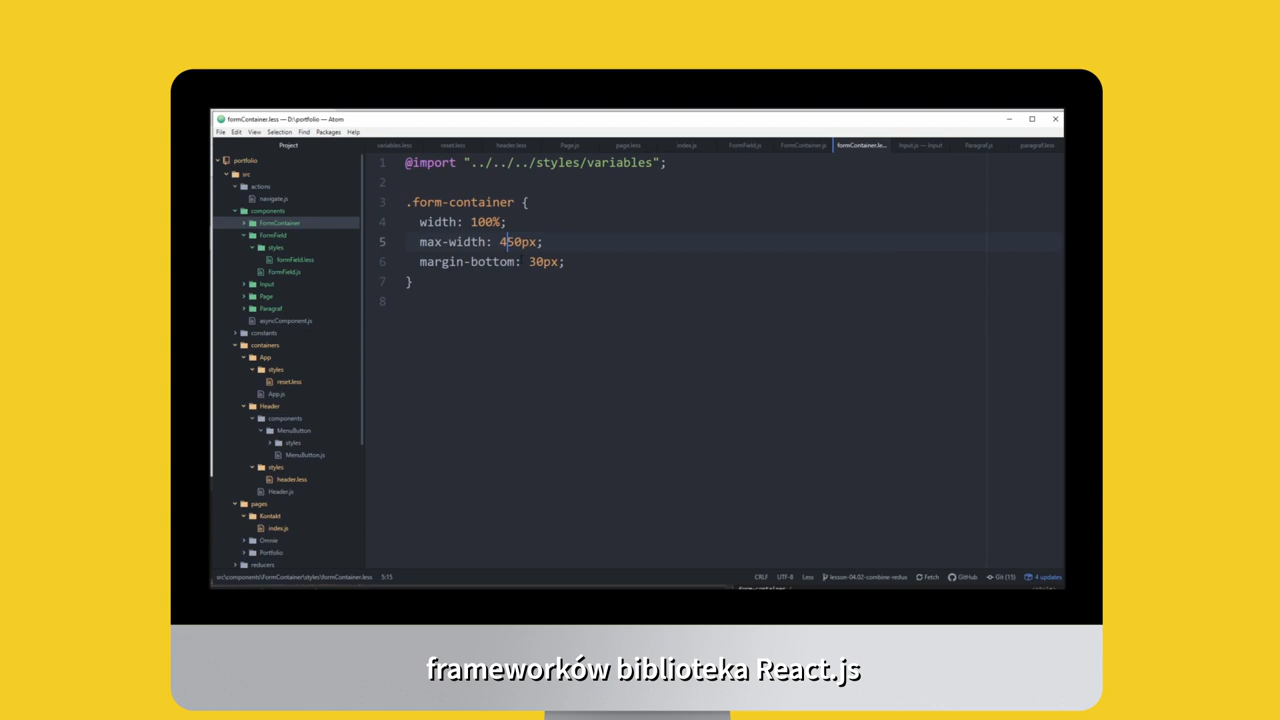 formContainer.less — D:\portfolio — Atom
File Edit View Selection Find Packages Help
Project
variables.less reset.less header.less Page.js page.less index.js FormField.js FormContainer.js formContainer.le... Input.js — Input Paragraf.js paragraf.less
portfolio
src
actions
navigate.js
components
FormContainer
FormField
styles
formField.less
FormField.js
Input
Page
Paragraf
asyncComponent.js
constants
containers
App
styles
reset.less
App.js
Header
components
MenuButton
styles
MenuButton.js
styles
header.less
Header.js
pages
Kontakt
index.js
Omnie
Portfolio
reducers
1 @import "../../../styles/variables";
2
3 .form-container {
4 width: 100%;
5 max-width: 450px;
6 margin-bottom: 30px;
7 }
8
src\components\FormContainer\styles\formContainer.less 5:15 CRLF UTF-8 Less lesson-04.02-combine-redux Fetch GitHub Git (15) 4 updates
frameworków biblioteka React.js